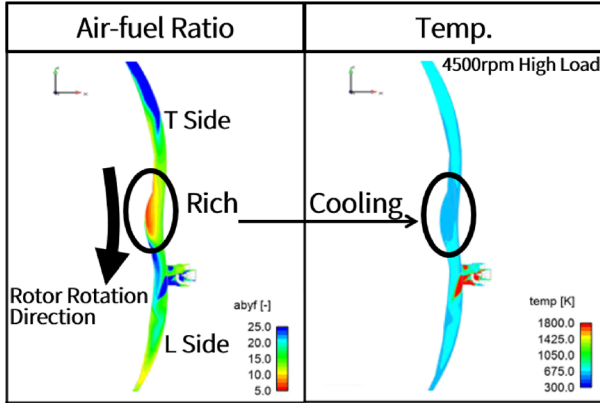 Air-fuel Ratio
Temp.
4500rpm High Load
T Side
Rich
Cooling
Rotor Rotation
Direction
L Side
abyf [-]
25.0
20.0
15.0
10.0
5.0
temp [K]
1800.0
1425.0
1050.0
675.0
300.0